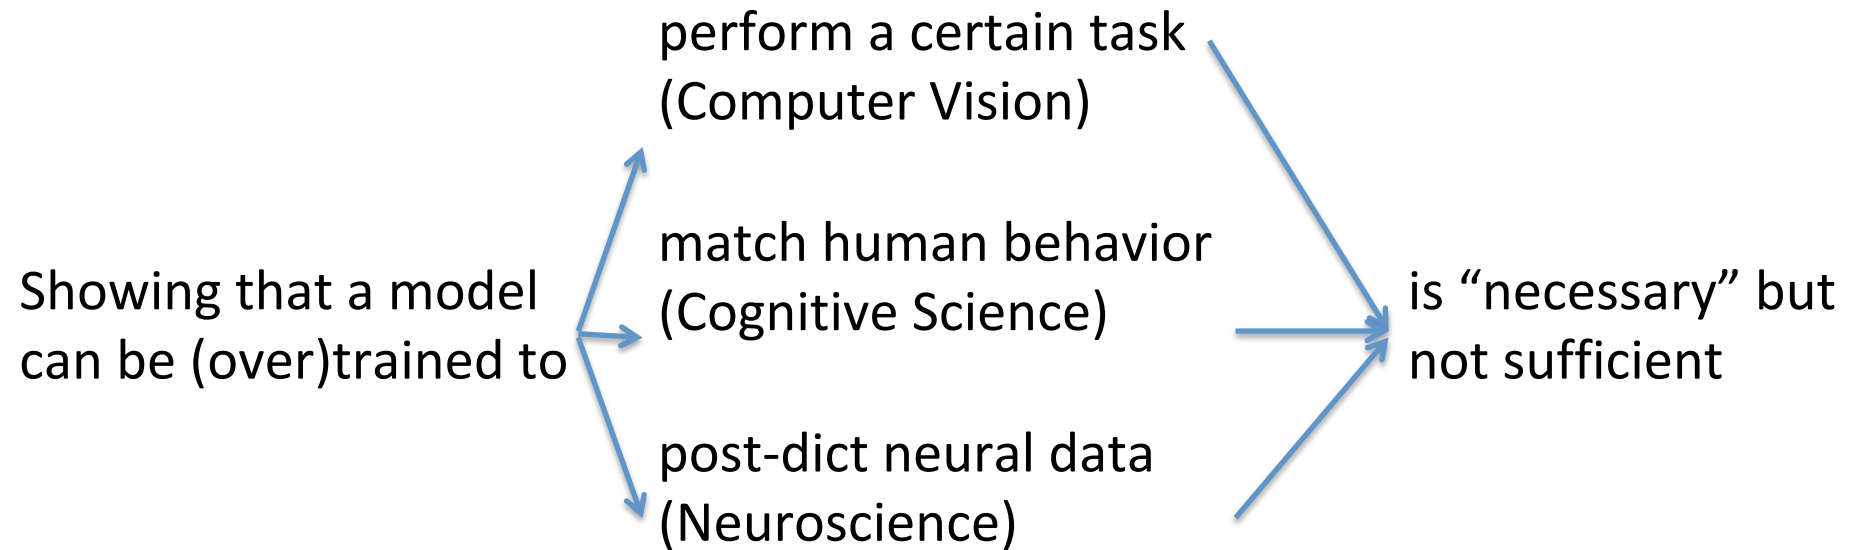 Showing that a model
can be (over)trained to
perform a certain task
(Computer Vision)
match human behavior
(Cognitive Science)
post-dict neural data
(Neuroscience)
is “necessary” but
not sufficient